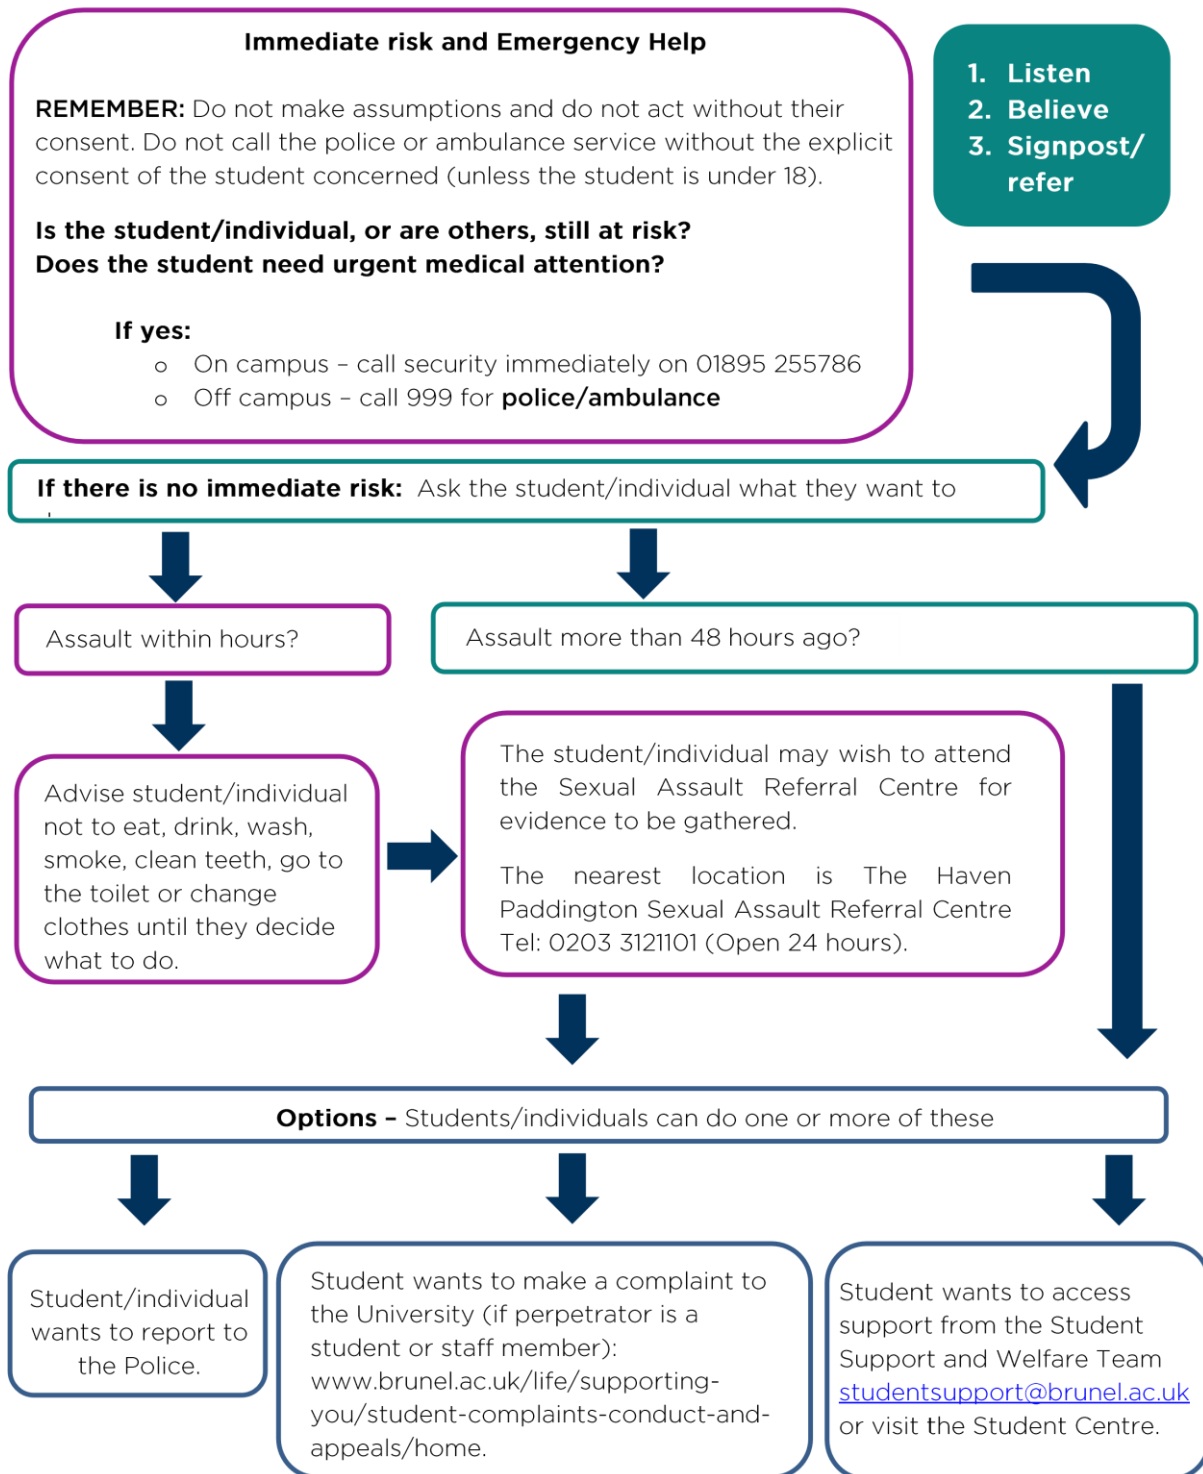 Immediate risk and Emergency Help
REMEMBER: Do not make assumptions and do not act without their
consent. Do not call the police or ambulance service without the explicit
consent of the student concerned (unless the student is under 18).
Is the student/individual, or are others, still at risk?
Does the student need urgent medical attention?
If yes:
o On campus – call security immediately on 01895 255786
o Off campus – call 999 for police/ambulance
1. Listen
2. Believe
3. Signpost/
refer
If there is no immediate risk: Ask the student/individual what they want to
Assault within hours?
Assault more than 48 hours ago?
Advise student/individual
not to eat, drink, wash,
smoke, clean teeth, go to
the toilet or change
clothes until they decide
what to do.
The student/individual may wish to attend
the Sexual Assault Referral Centre for
evidence to be gathered.
The nearest location is The Haven
Paddington Sexual Assault Referral Centre
Tel: 0203 3121101 (Open 24 hours).
Options – Students/individuals can do one or more of these
Student/individual
wants to report to
the Police.
Student wants to make a complaint to
the University (if perpetrator is a
student or staff member):
www.brunel.ac.uk/life/supporting-
you/student-complaints-conduct-and-
appeals/home.
Student wants to access
support from the Student
Support and Welfare Team
studentsupport@brunel.ac.uk
or visit the Student Centre.